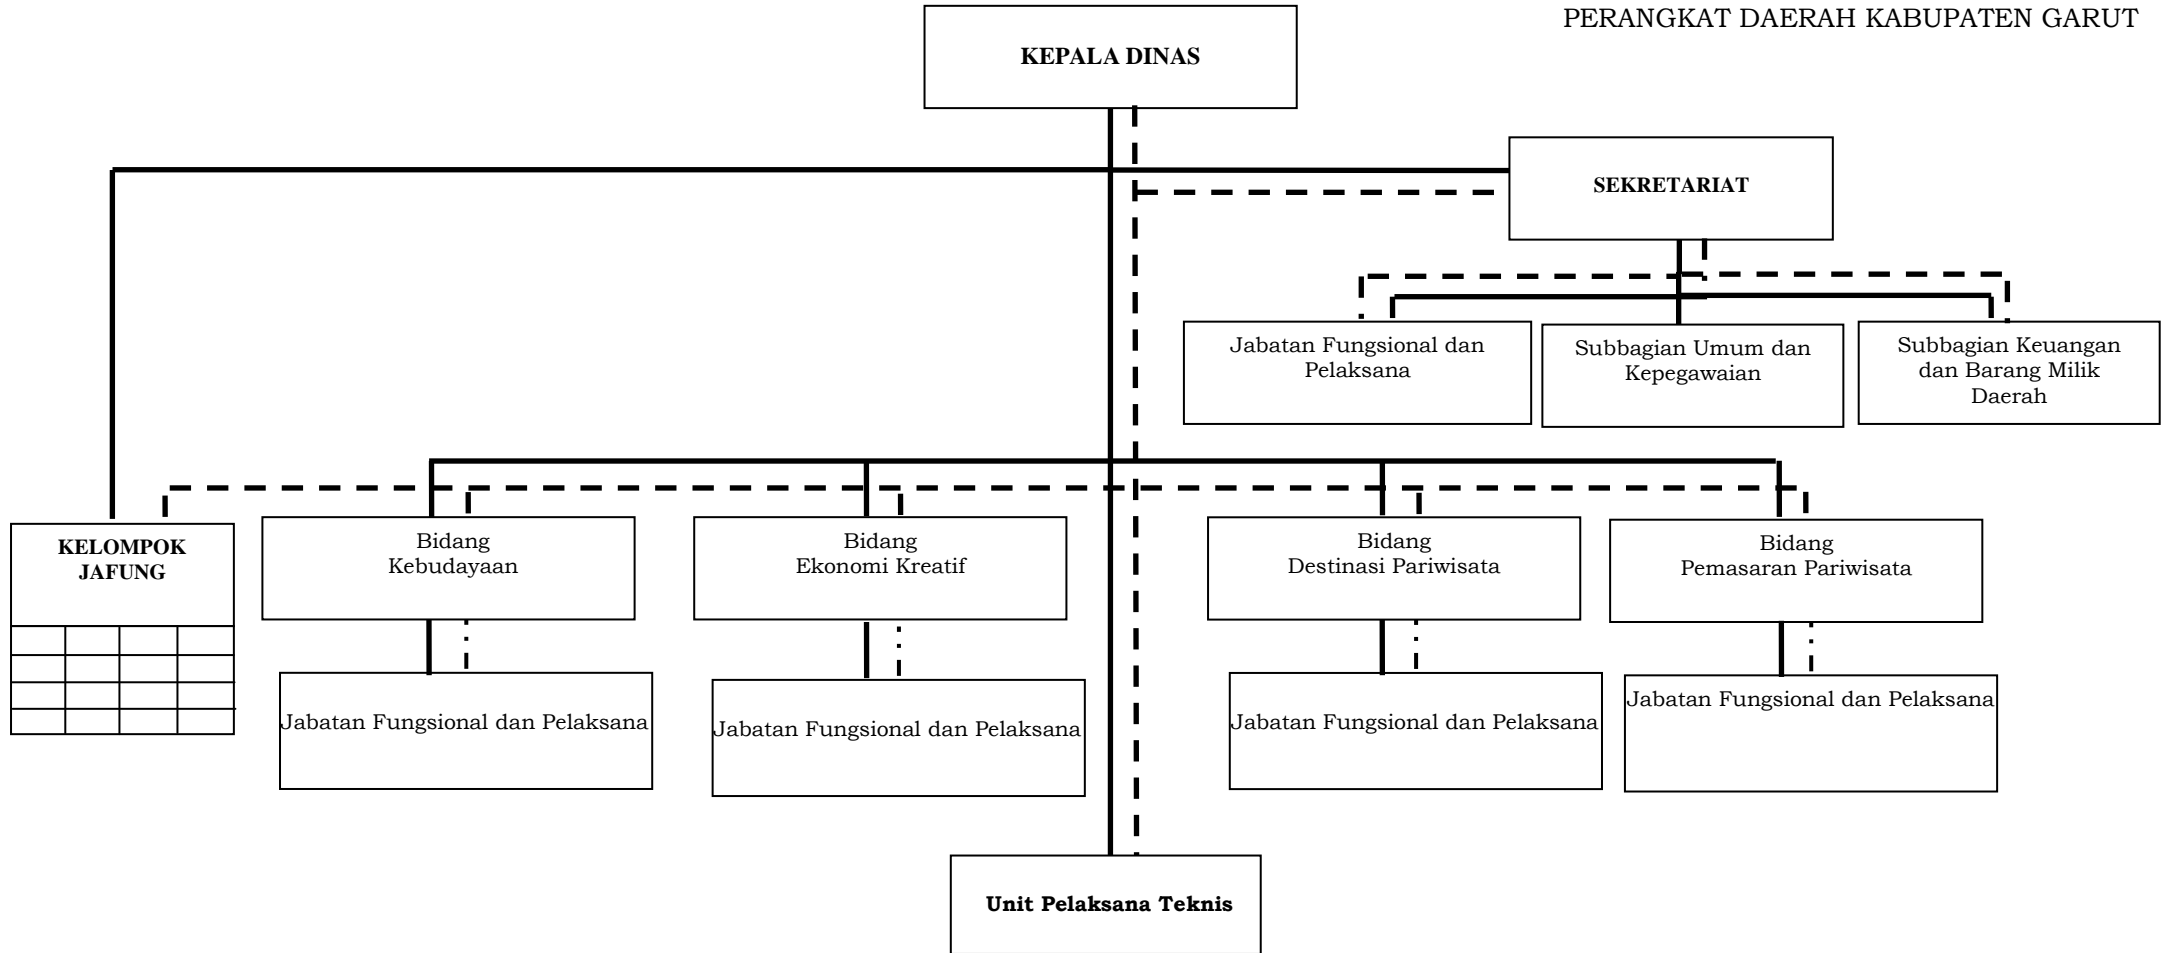 PERANGKAT DAERAH KABUPATEN GARUT
KEPALA DINAS
SEKRETARIAT
Jabatan Fungsional dan
Pelaksana
Subbagian Umum dan
Kepegawaian
Subbagian Keuangan
dan Barang Milik
Daerah
KELOMPOK
JAFUNG
Bidang
Kebudayaan
Bidang
Ekonomi Kreatif
Bidang
Destinasi Pariwisata
Bidang
Pemasaran Pariwisata
Jabatan Fungsional dan Pelaksana
Jabatan Fungsional dan Pelaksana
Jabatan Fungsional dan Pelaksana
Jabatan Fungsional dan Pelaksana
Unit Pelaksana Teknis